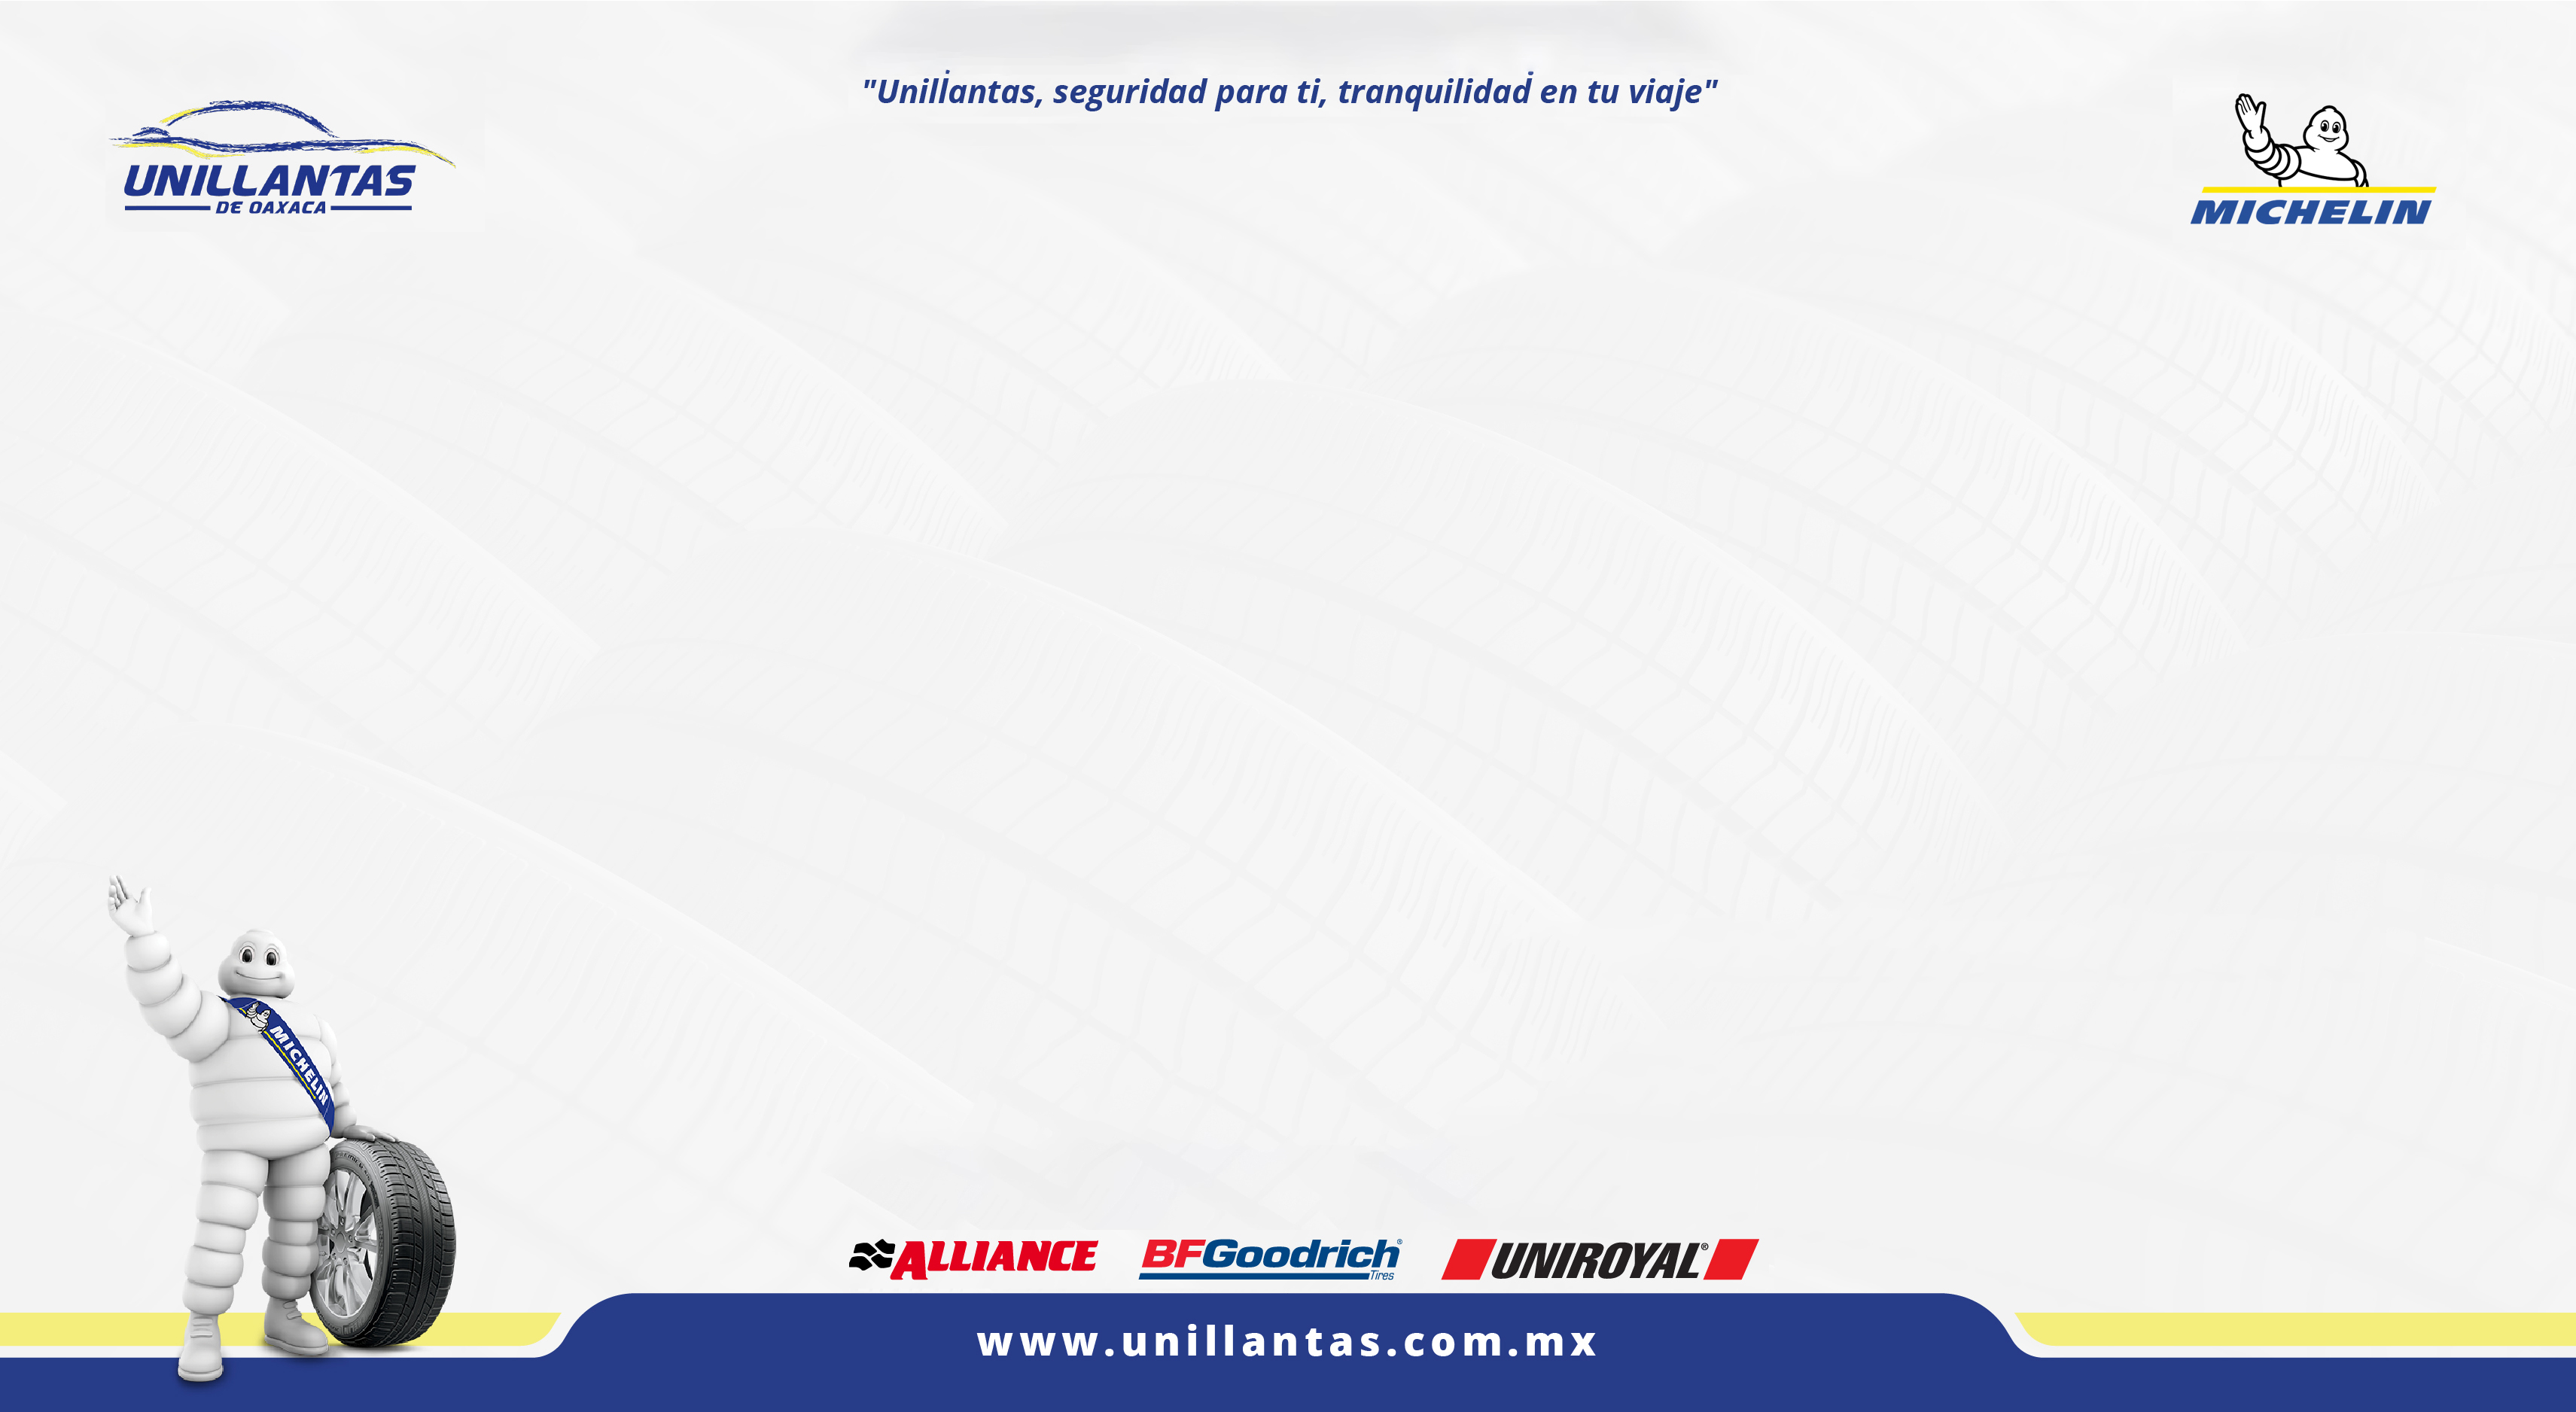 "Unillantas, seguridad para ti, tranquilidad en tu viaje"
UNILLANTAS
DE OAXACA
MICHELIN
MICHELIN
ALLIANCE
BFGoodrich®
Tires
UNIROYAL®
www.unillantas.com.mx